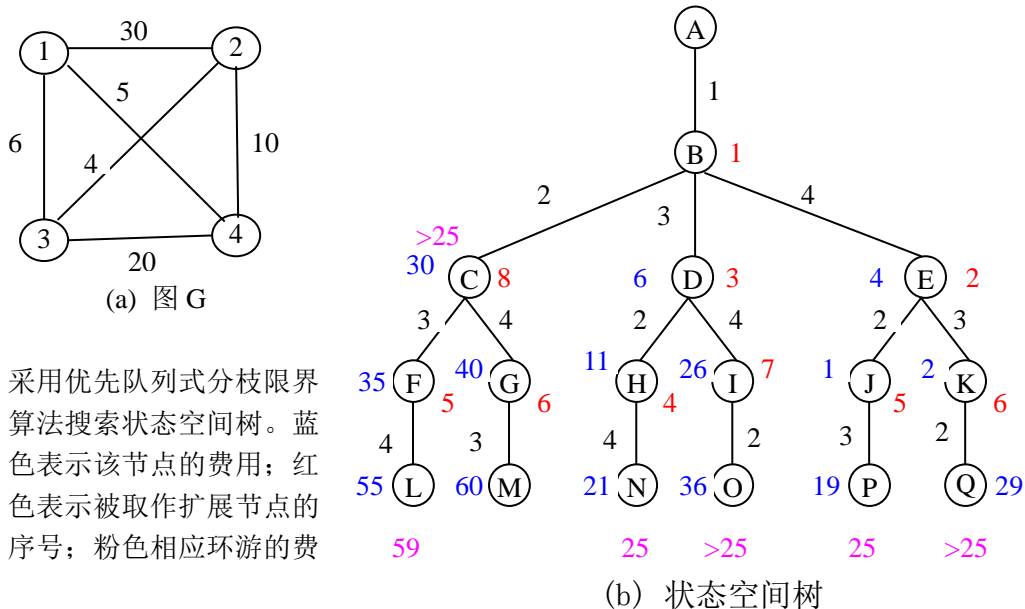 30
1
2
5
6
4
10
3
4
20
(a) 图 G
采用优先队列式分枝限界
算法搜索状态空间树。蓝
色表示该节点的费用；红
色表示被取作扩展节点的
序号；粉色相应环游的费
A
1
B 1
2 3 4
>25
30 C 8 6 D 3 4 E 2
3 4 2 4 2 3
35 F 5 40 G 6 11 H 4 26 I 7 1 J 5 2 K 6
4 3 4 2 3 2
55 L 60 M 21 N 36 O 19 P Q 29
59 25 >25 25 >25
(b) 状态空间树